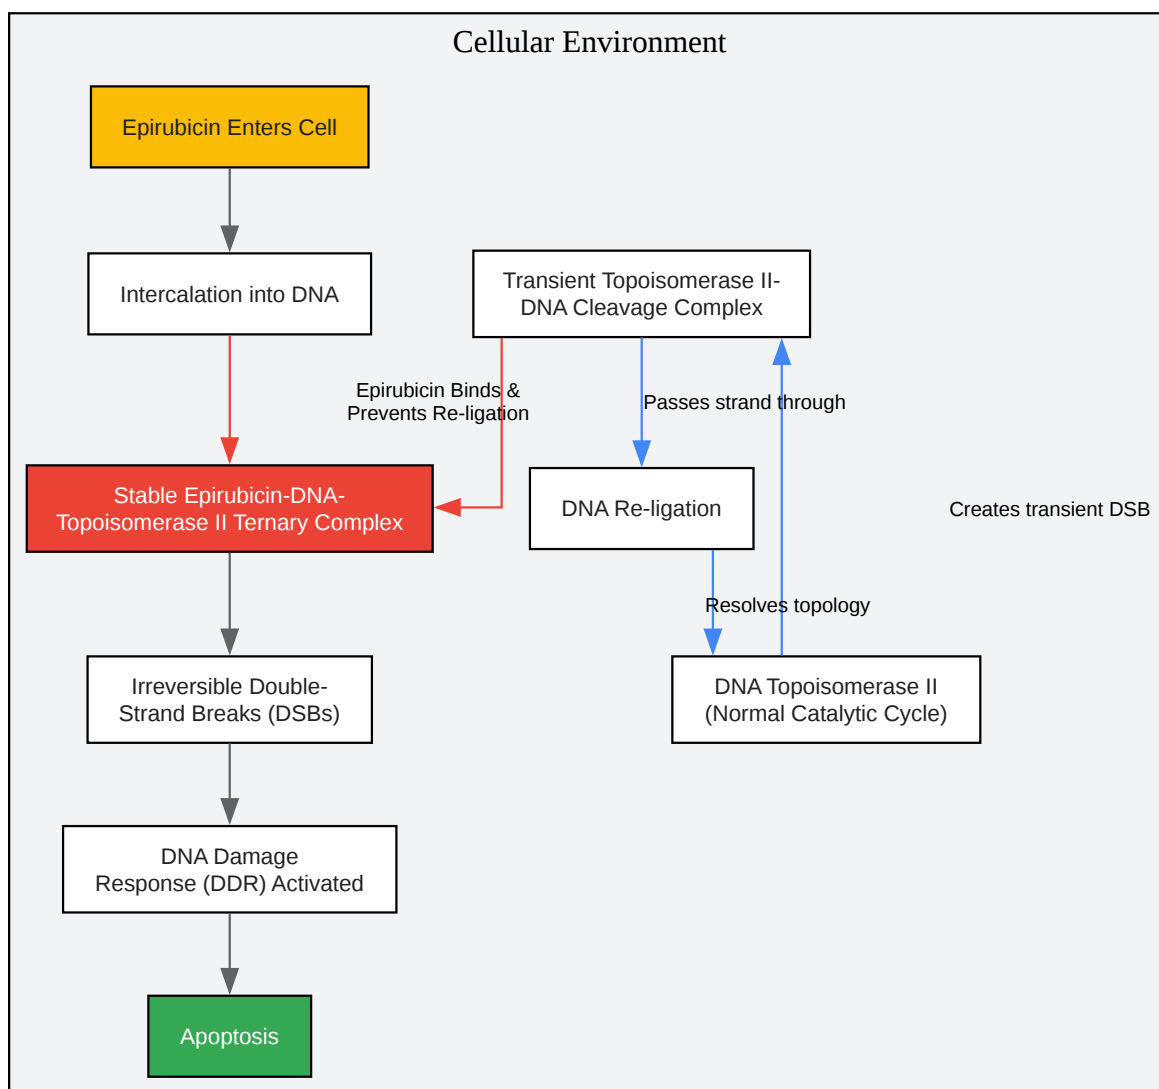 Cellular Environment
Epirubicin Enters Cell
Intercalation into DNA
Transient Topoisomerase II-
DNA Cleavage Complex
Epirubicin Binds &
Prevents Re-ligation
Passes strand through
Stable Epirubicin-DNA-
Topoisomerase II Ternary Complex
DNA Re-ligation
Creates transient DSB
Resolves topology
Irreversible Double-
Strand Breaks (DSBs)
DNA Topoisomerase II
(Normal Catalytic Cycle)
DNA Damage
Response (DDR) Activated
Apoptosis